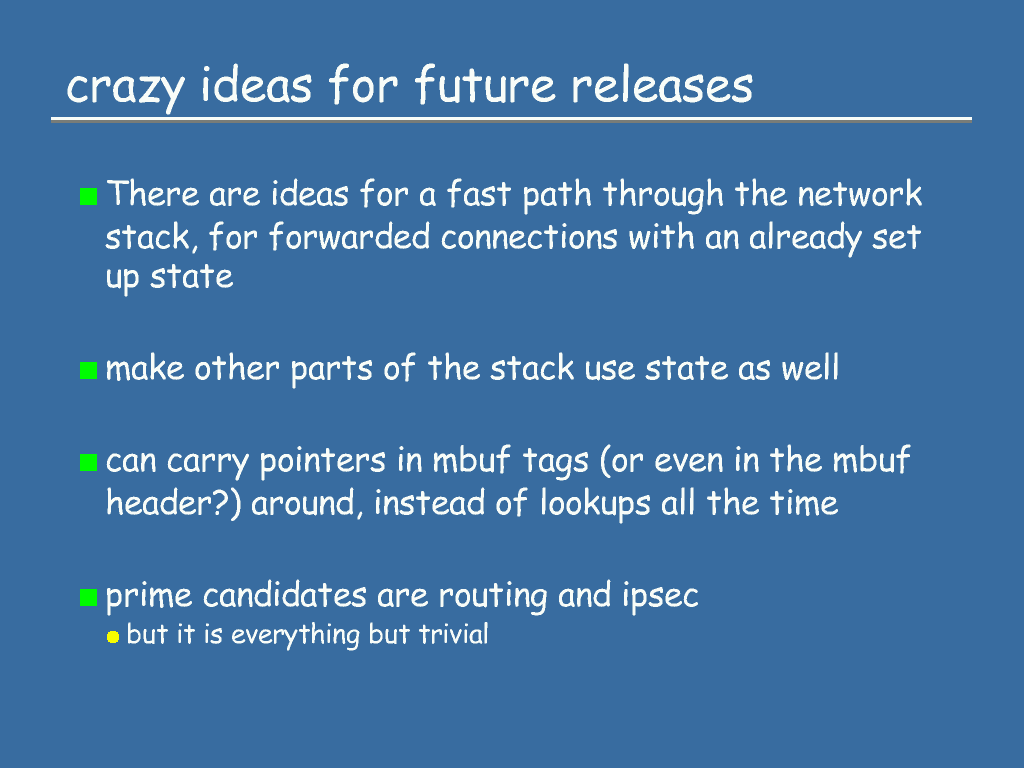 crazy ideas for future releases
There are ideas for a fast path through the network
stack, for forwarded connections with an already set
up state
make other parts of the stack use state as well
can carry pointers in mbuf tags (or even in the mbuf
header?) around, instead of lookups all the time
prime candidates are routing and ipsec
but it is everything but trivial